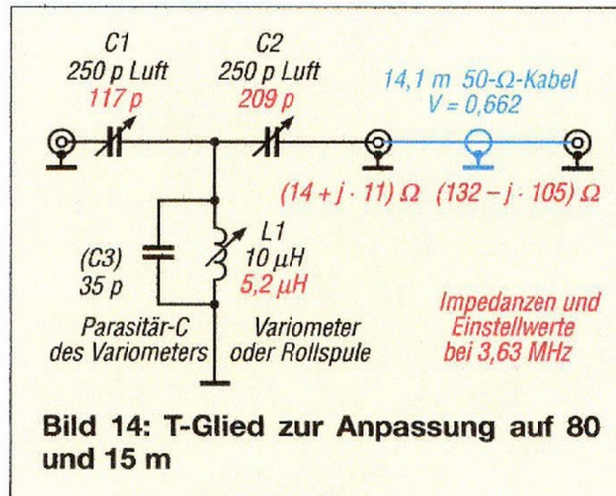 C1
250 p Luft
117 p
C2
250 p Luft
209 p
14,1 m 50-Ω-Kabel
V = 0,662
(14 + j · 11) Ω
(132 – j · 105) Ω
(C3)
35 p
L1
10 µH
5,2 µH
Parasitär-C
des Variometers
Variometer
oder Rollspule
Impedanzen und
Einstellwerte
bei 3,63 MHz
Bild 14: T-Glied zur Anpassung auf 80
und 15 m